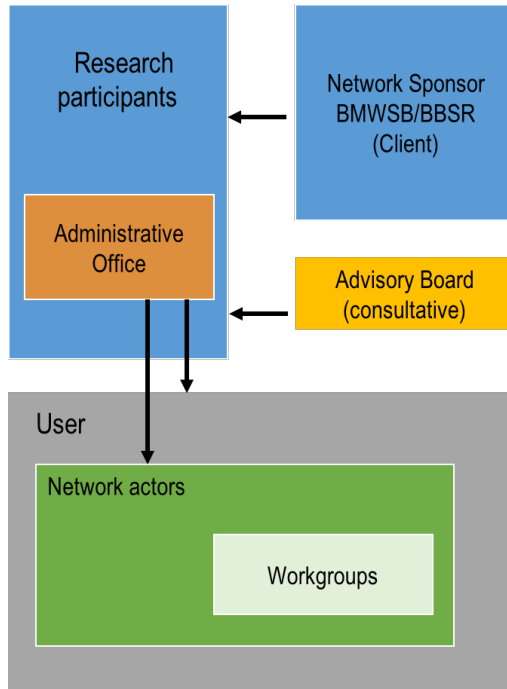 Research
participants
Administrative
Office
Network Sponsor
BMWSB/BBSR
(Client)
Advisory Board
(consultative)
User
Network actors
Workgroups